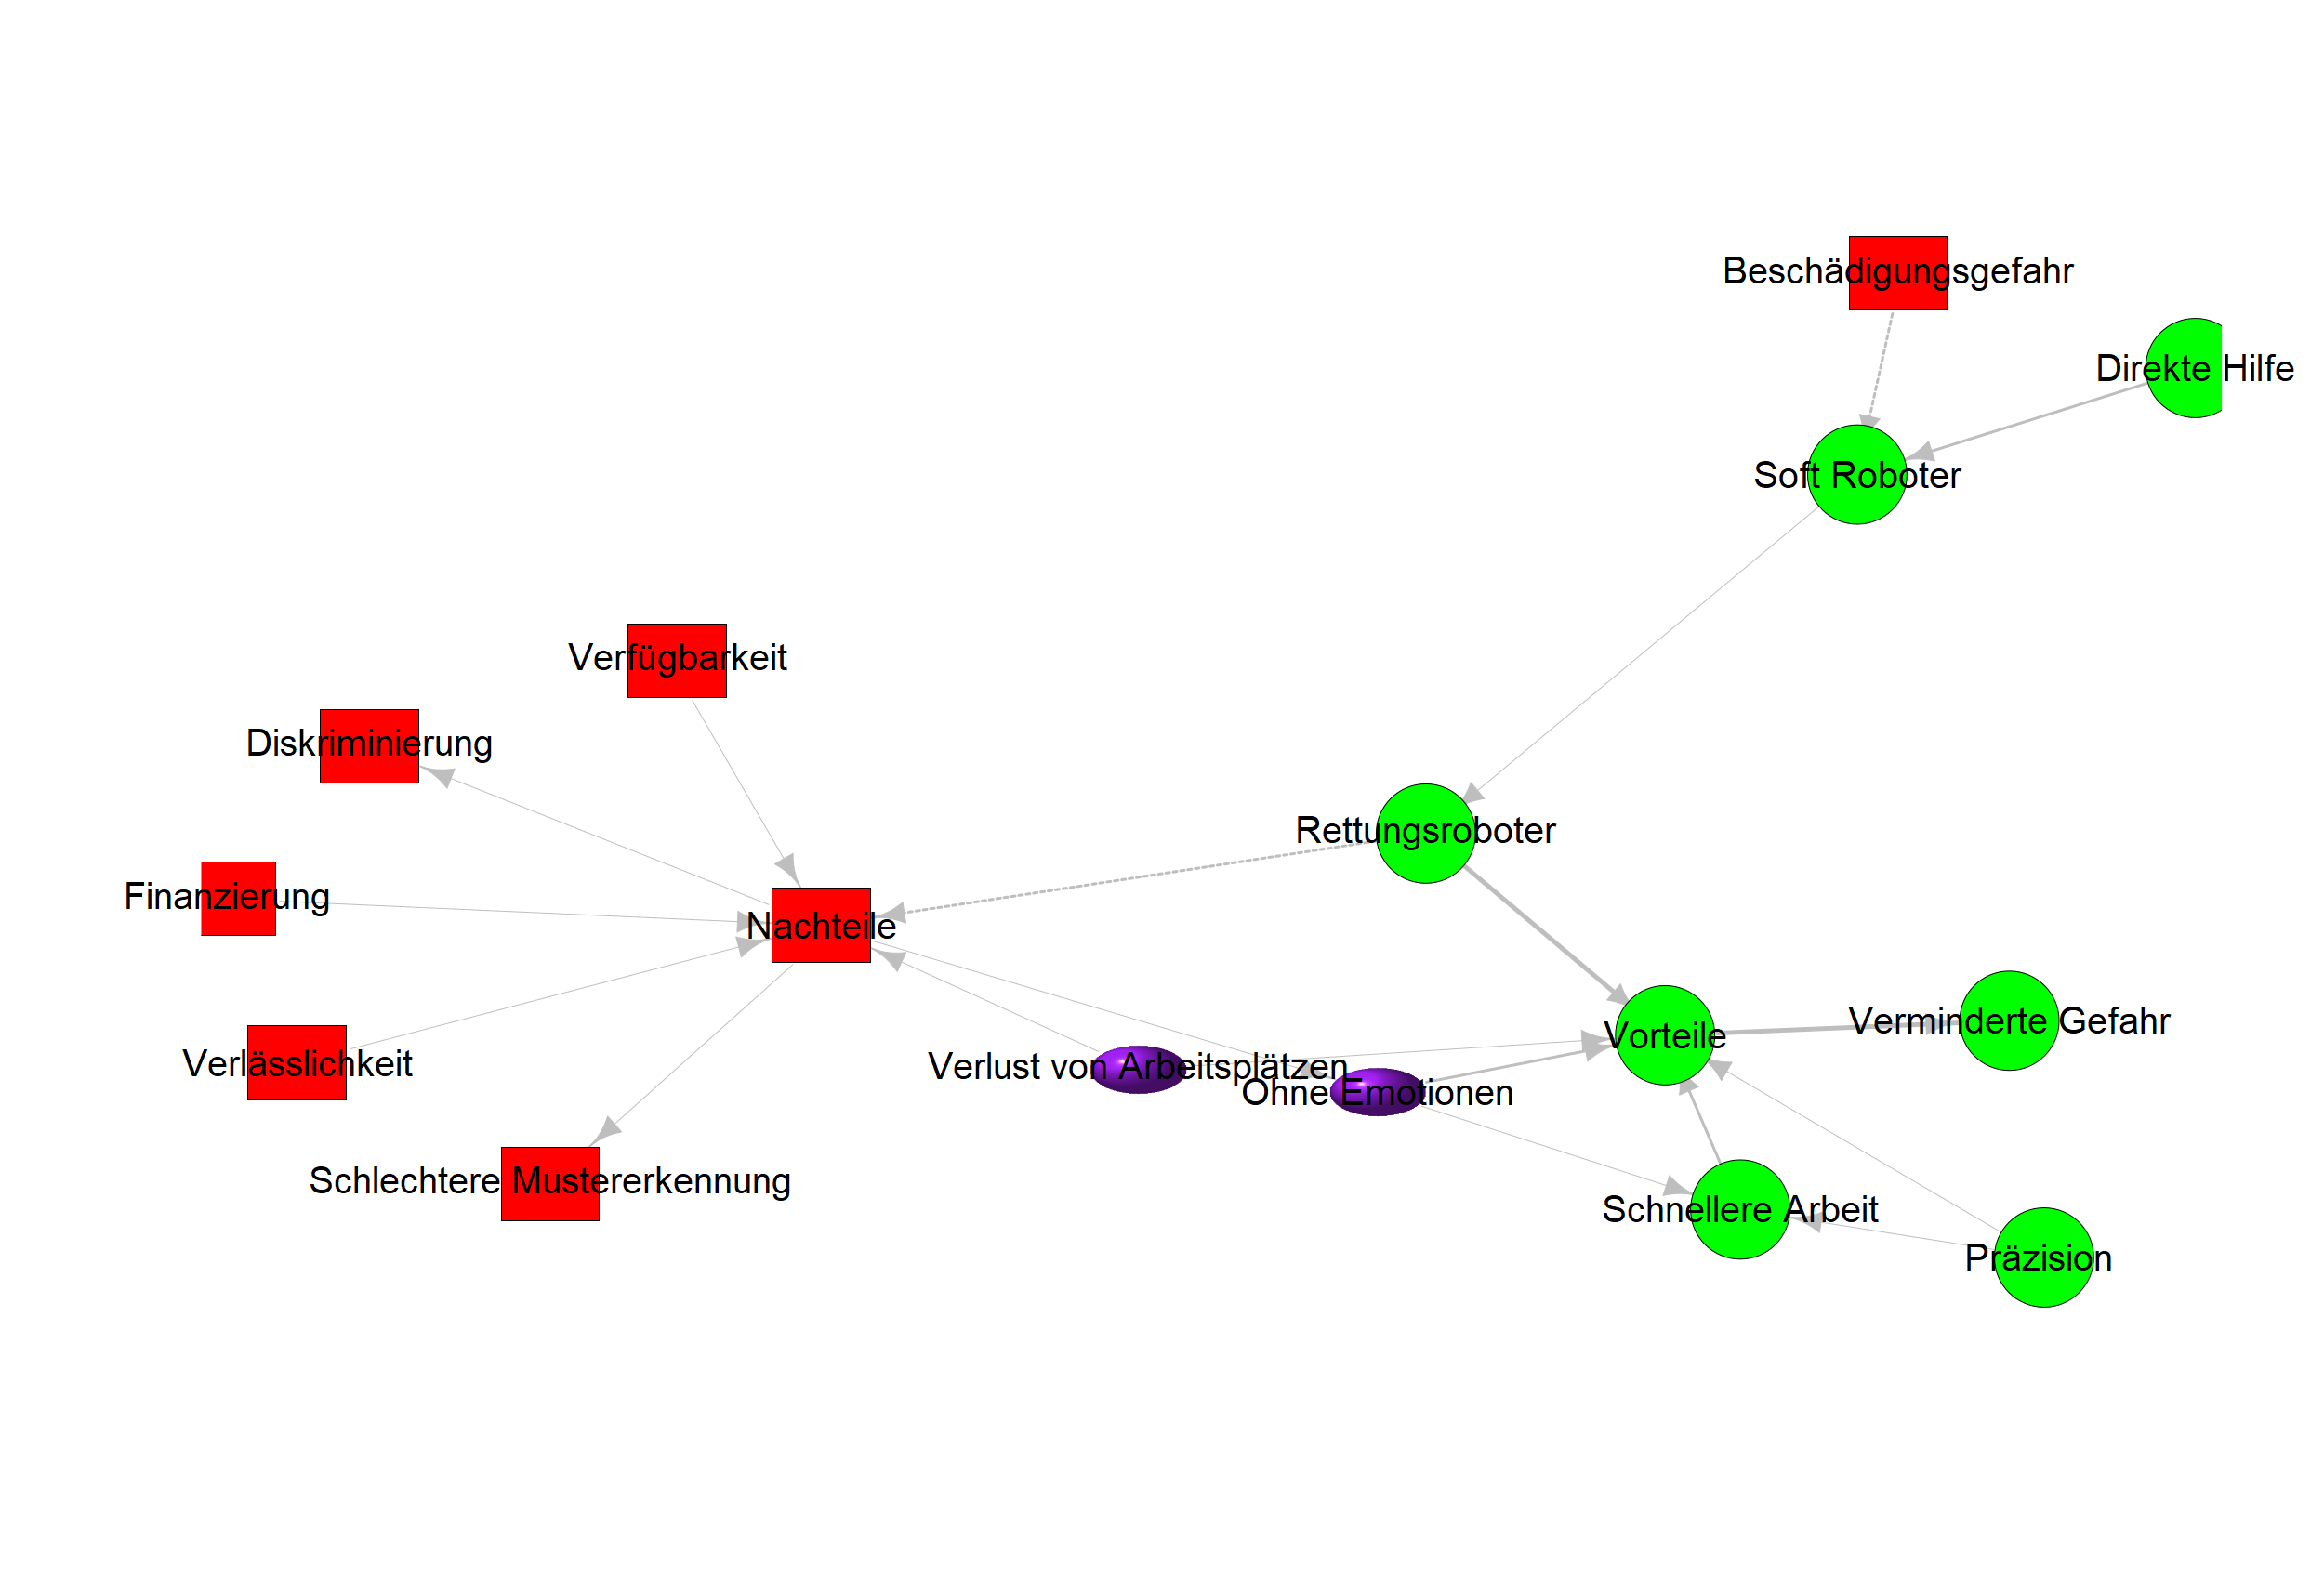 Beschädigungsgefahr
Direkte Hilfe
Soft Roboter
Verfügbarkeit
Diskriminierung
Rettungsroboter
Finanzierung
Nachteile
Verminderte Gefahr
Vorteile
Verlässlichkeit
Verlust von Arbeitsplätzen
Ohne Emotionen
Schlechtere Mustererkennung
Schnellere Arbeit
Präzision